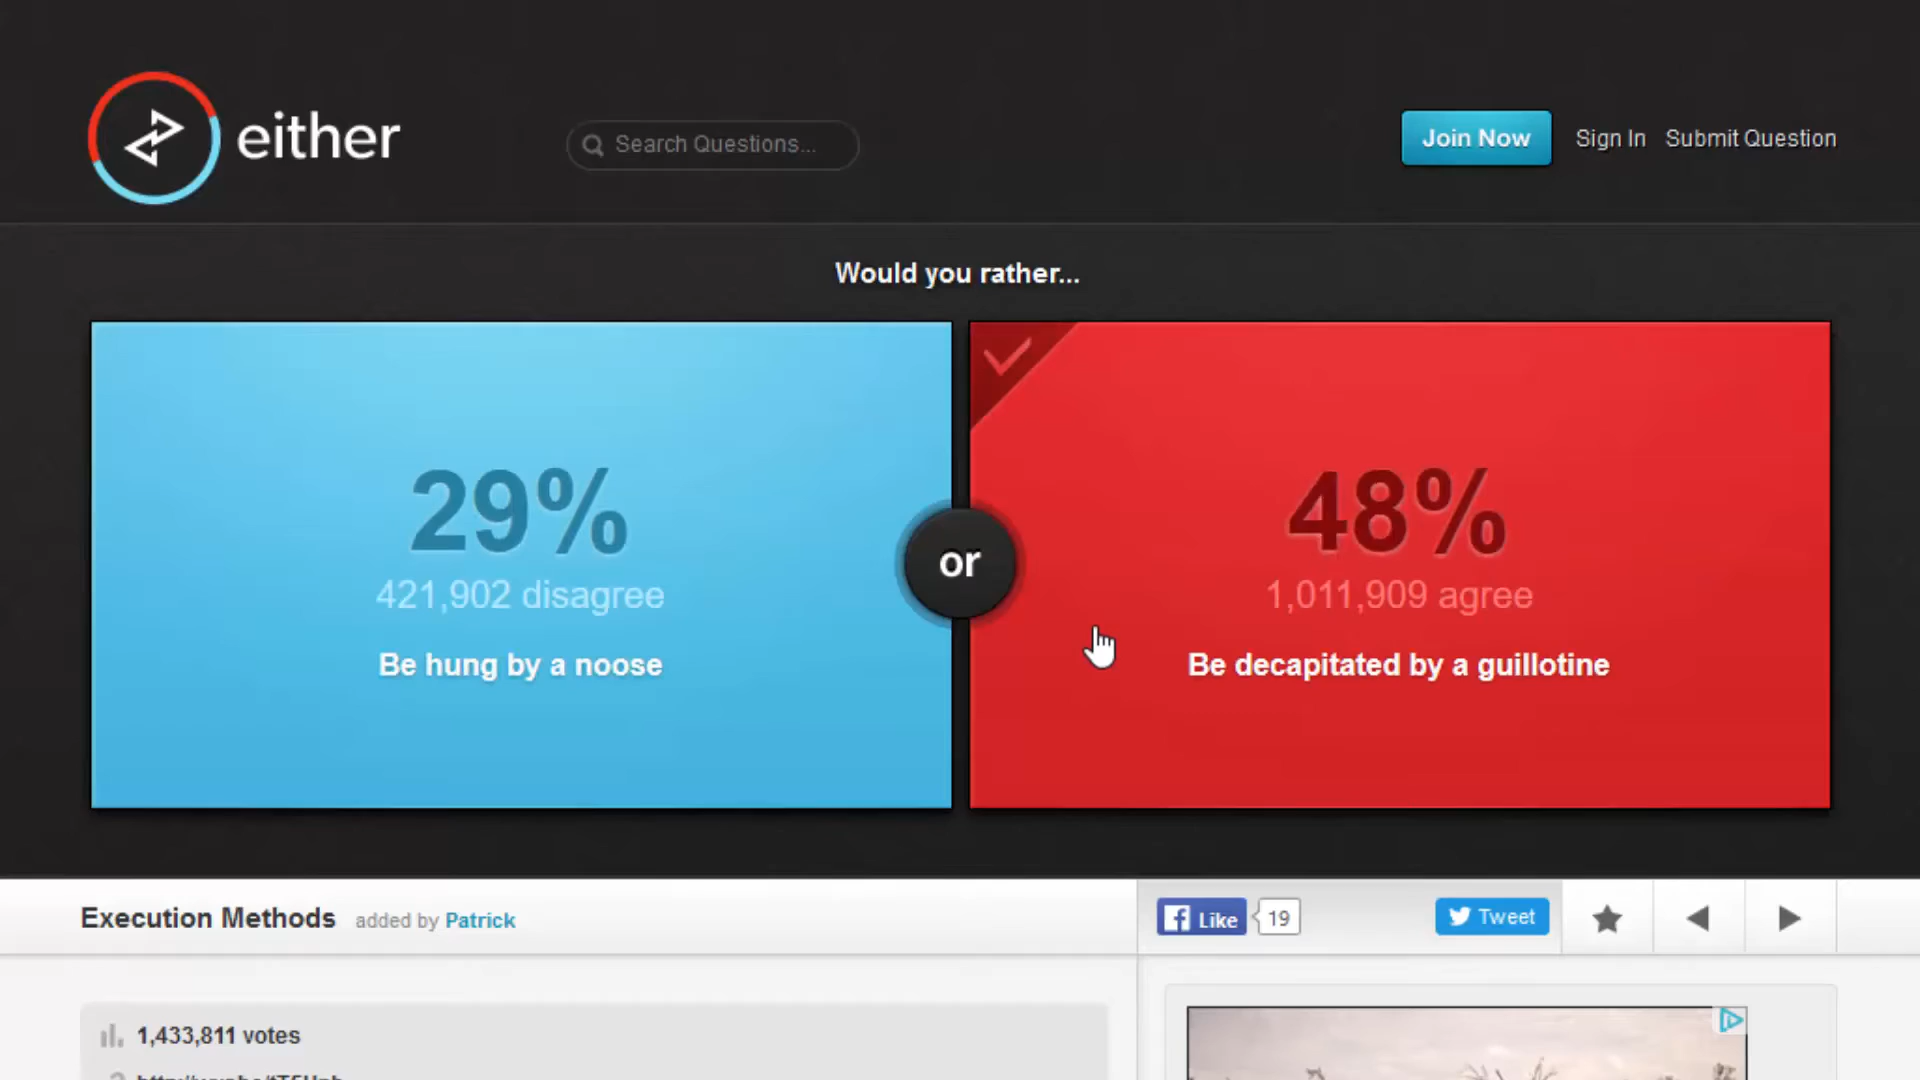 either
Search Questions...
Join Now
Sign In
Submit Question
Would you rather...
29%
421,902 disagree
Be hung by a noose
or
48%
1,011,909 agree
Be decapitated by a guillotine
Execution Methods added by Patrick
Like
19
Tweet
1,433,811 votes